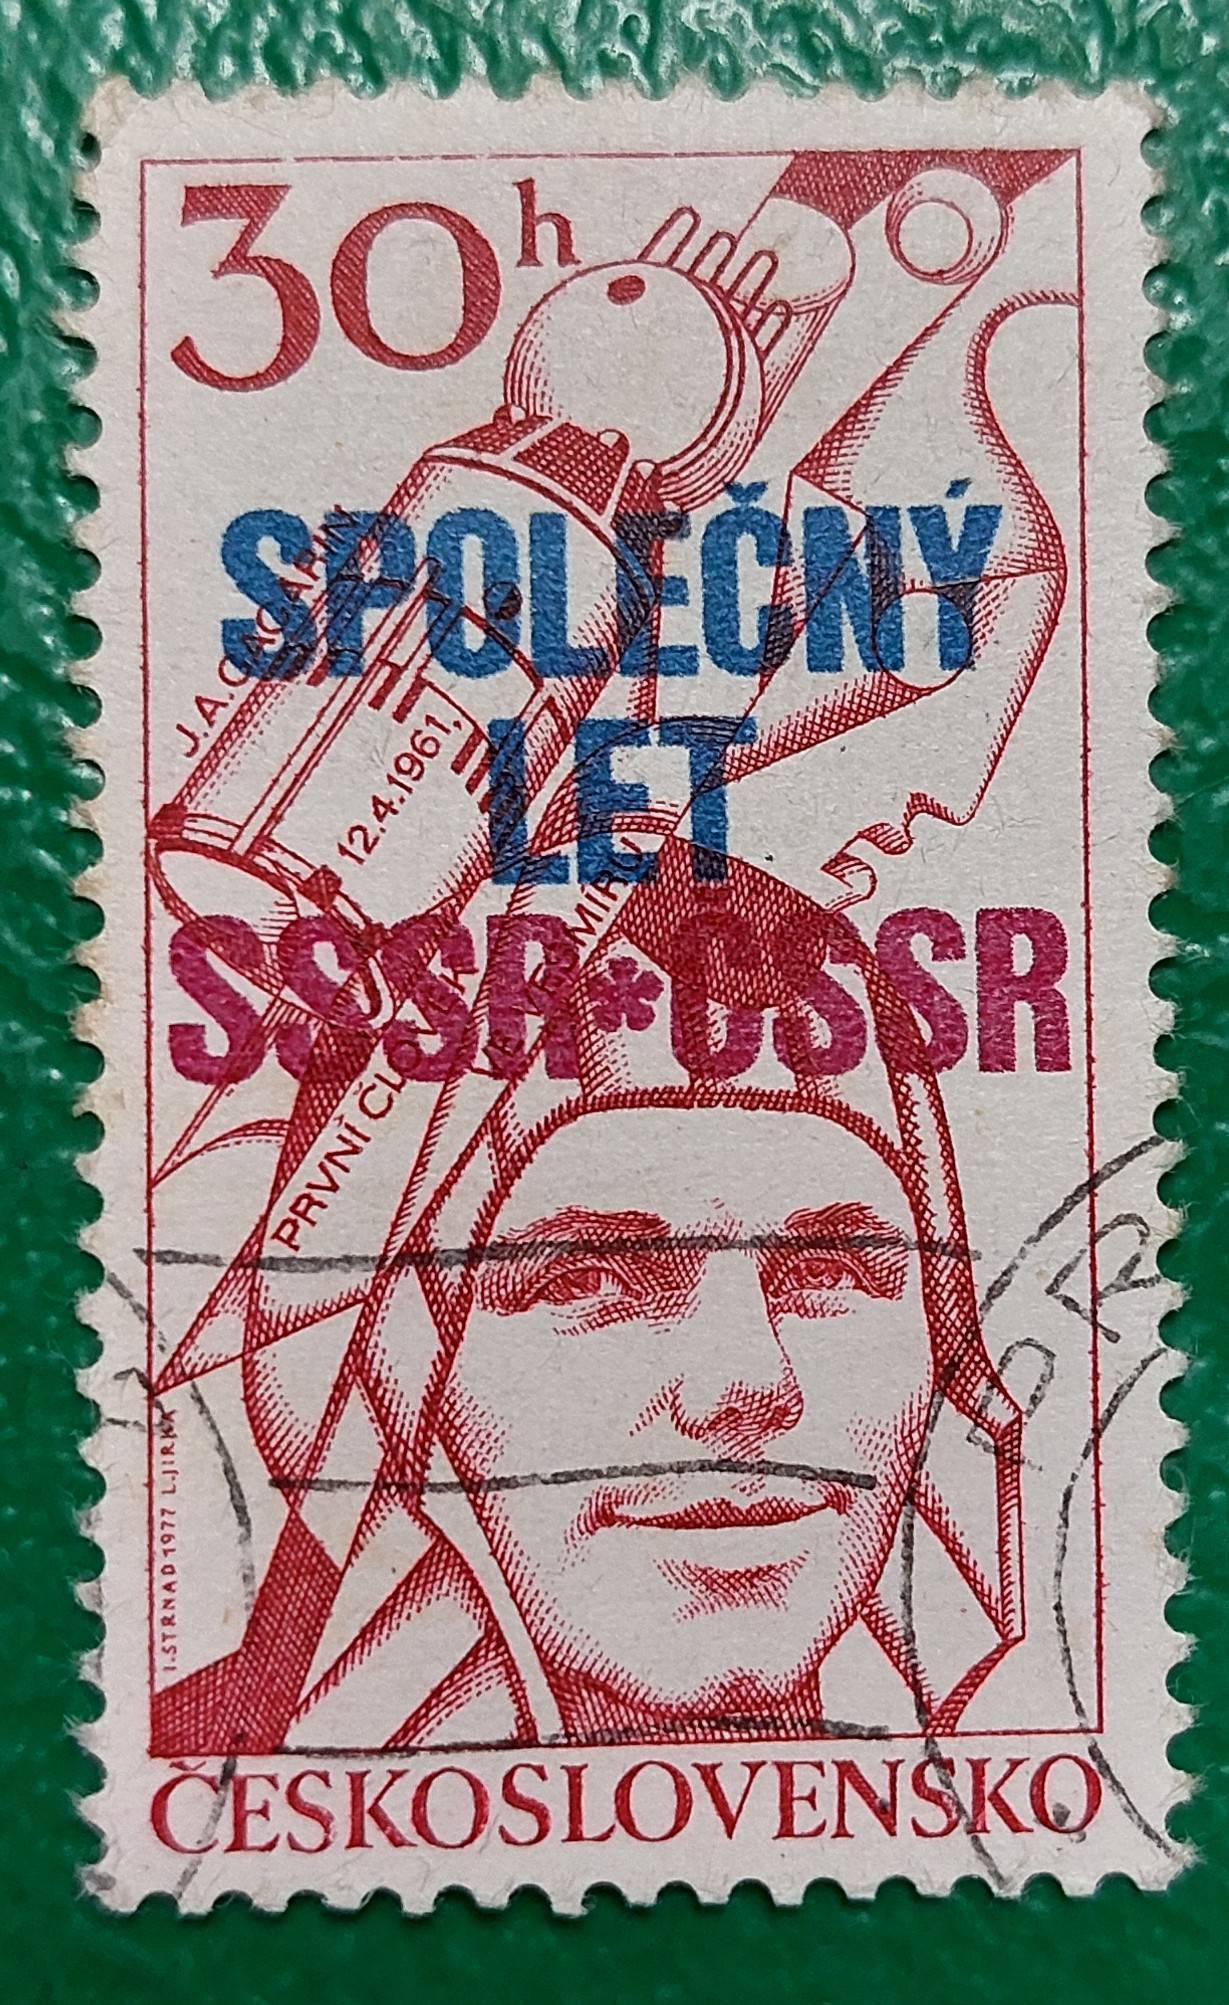 30h
SPOLEČNÝ
LET
SSSR*ČSSR
J.A.GAGARIN
12.4.1961,
PRVNÍ ČLOVĚK
VE VESMÍRU
I.STRNAD 1977 L.JIRKA
ČESKOSLOVENSKO